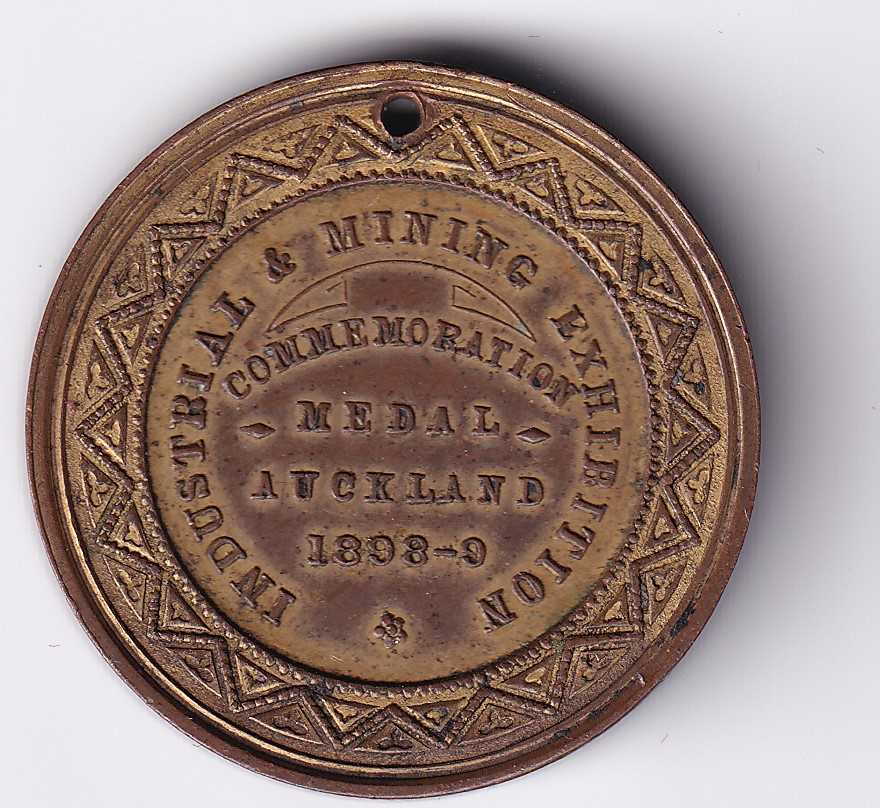 INDUSTRIAL & MINING EXHIBITION
COMMEMORATION
MEDAL
AUCKLAND
1898-9